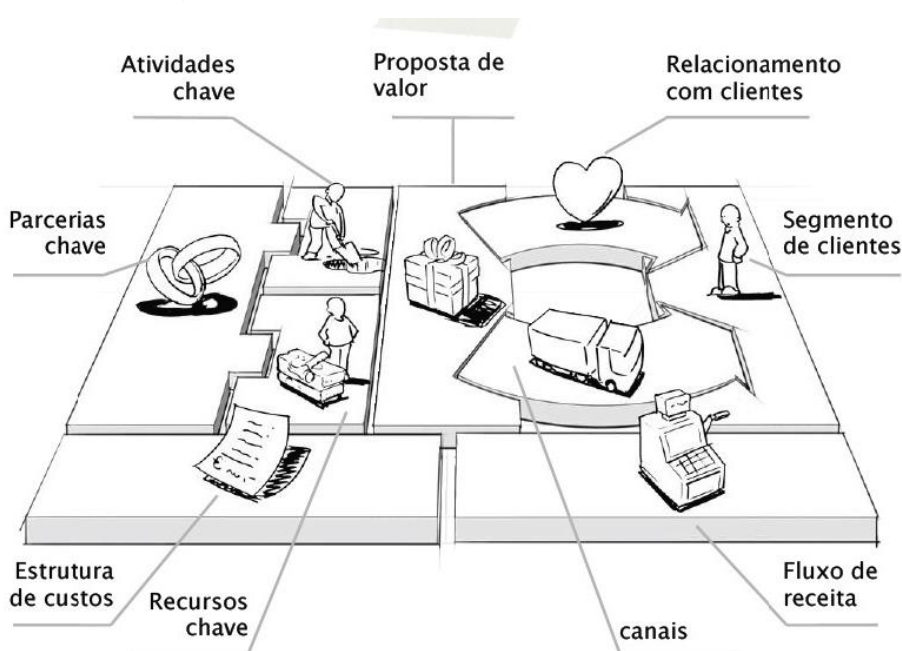 Atividades
chave
Proposta de
valor
Relacionamento
com clientes
Parcerias
chave
Segmento
de clientes
Estrutura
de custos
Recursos
chave
canais
Fluxo de
receita